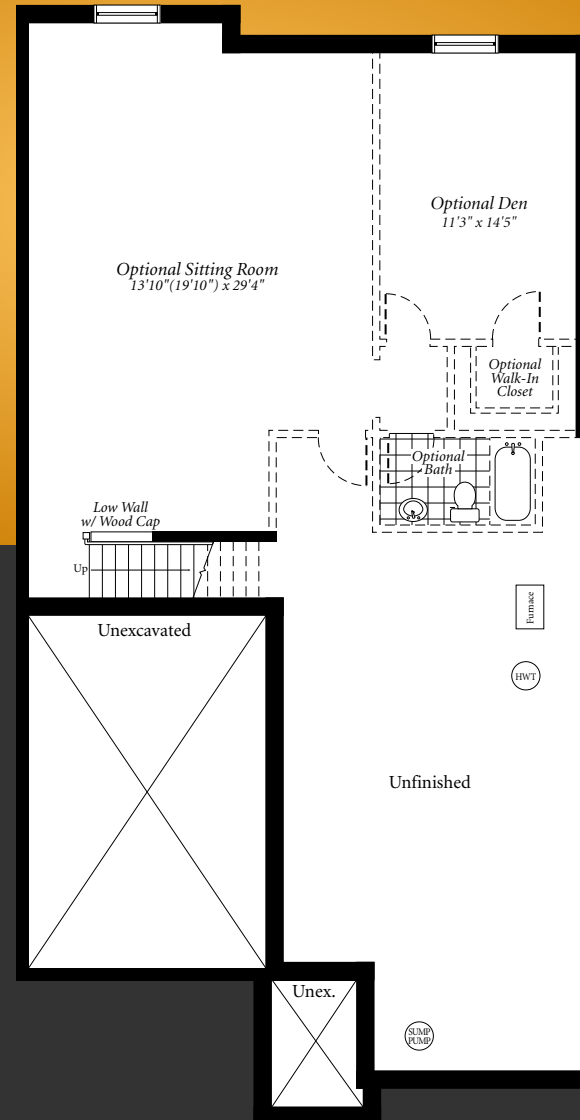 Optional Den
11'3" x 14'5"
Optional Sitting Room
13'10"(19'10") x 29'4"
Optional
Walk-In
Closet
Optional
Bath
Low Wall
w/ Wood Cap
Up
Furnace
Unexcavated
HWT
Unfinished
Unex.
SUMP
PUMP